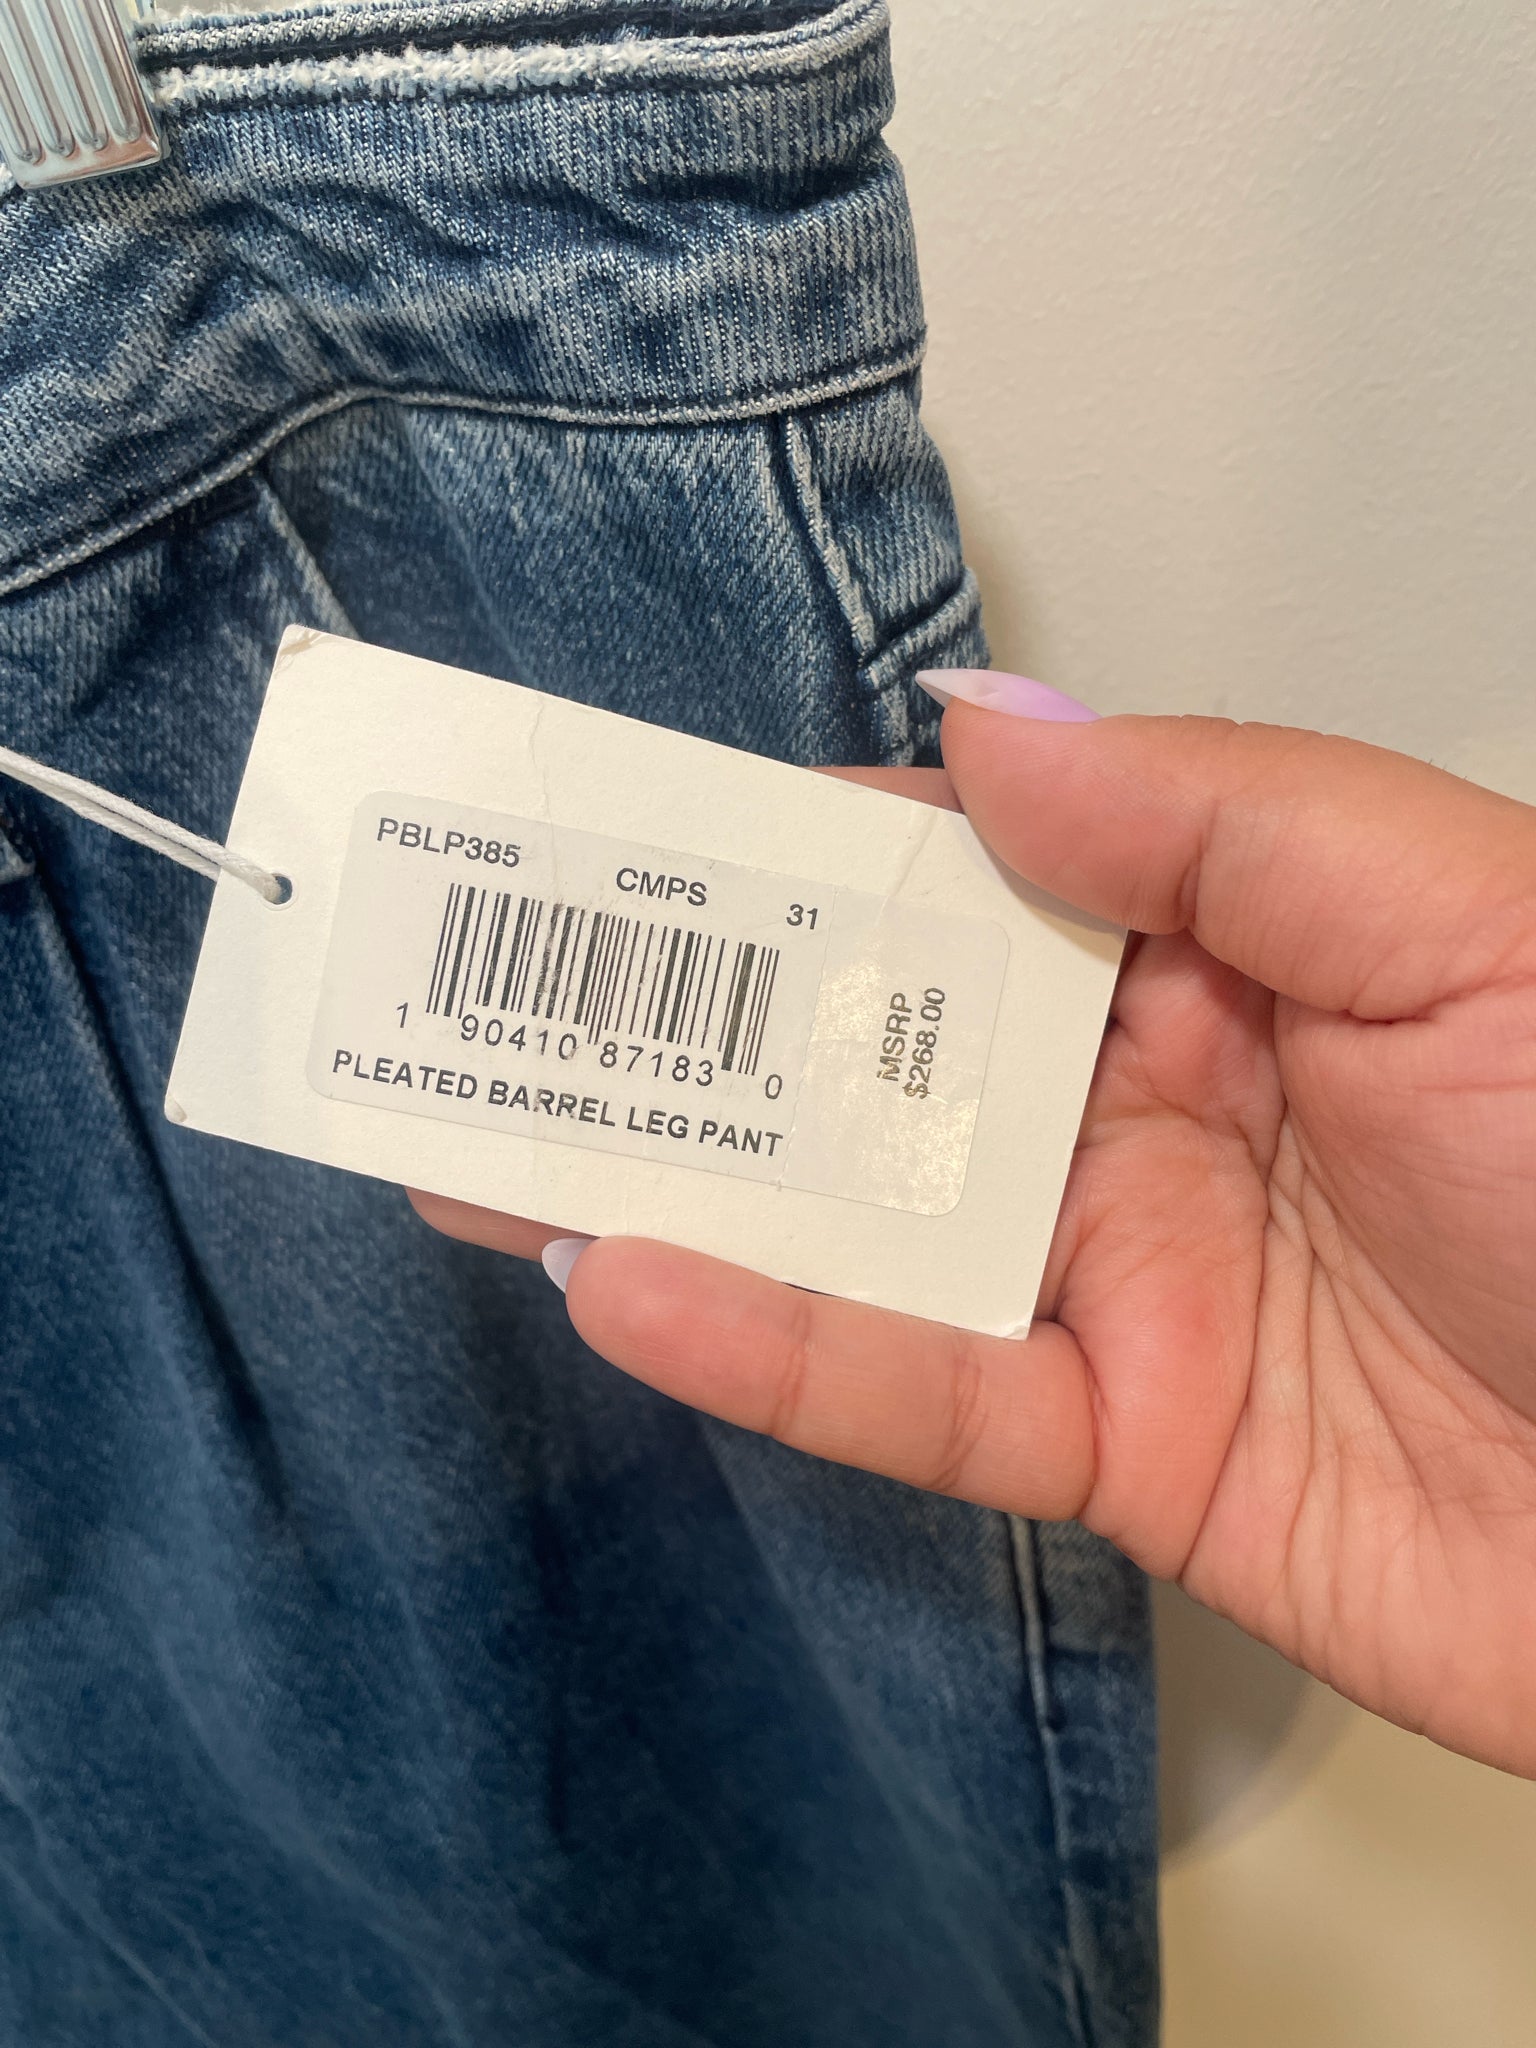 PBLP385
CMPS
31
1 90410 87183 0
PLEATED BARREL LEG PANT
MSRP
$268.00